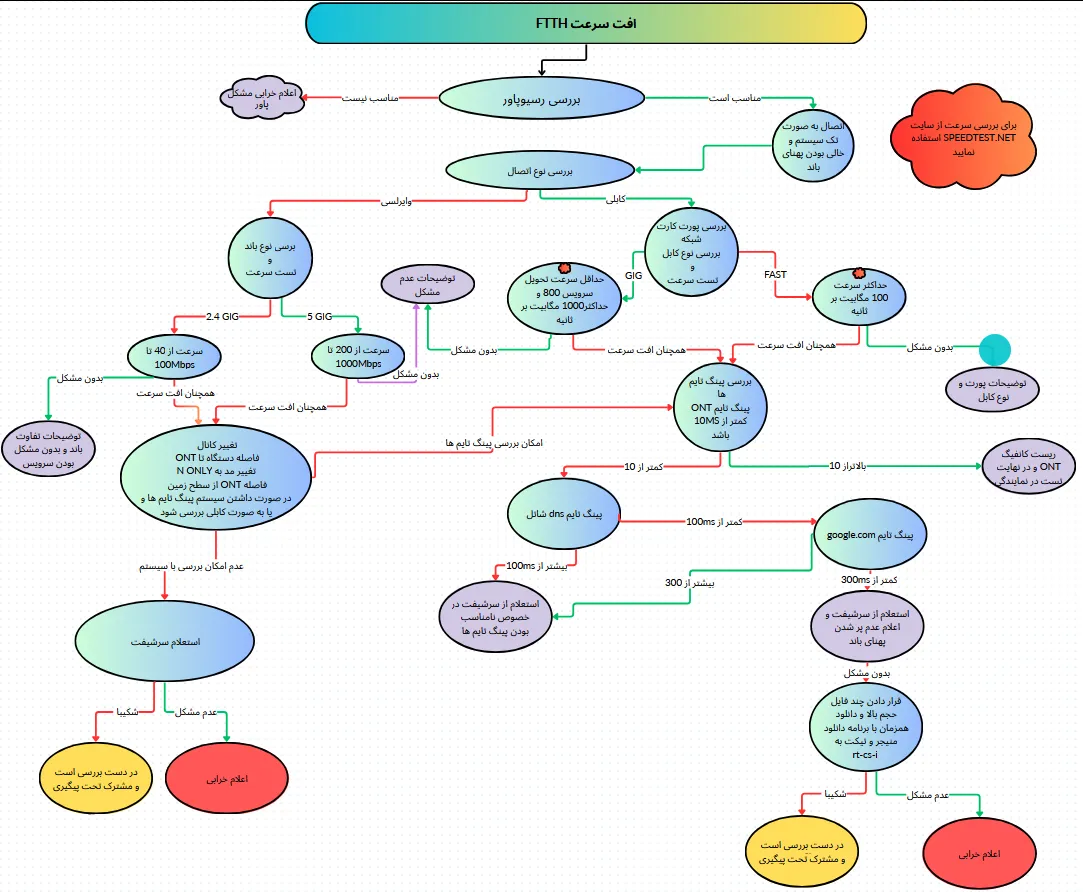 افت سرعت FTTH
بررسی رسیوپاور
مناسب نیست
اعلام خرابی مشکل
پاور
مناسب است
اتصال به صورت
تک سیستم و
خالی بودن پهنای
باند
برای بررسی سرعت از سایت
SPEEDTEST.NET استفاده
نمایید
بررسی نوع اتصال
وایرلسی
کابلی
برسی نوع باند
و
تست سرعت
بررسی پورت کارت
شبکه
بررسی نوع کابل
و
تست سرعت
GIG
FAST
توضیحات عدم
مشکل
حداقل سرعت تحویل
سرویس 800 و
حداکثر1000 مگابیت بر
ثانیه
حداکثر سرعت
100 مگابیت بر
ثانیه
2.4 GIG
5 GIG
سرعت از 40 تا
100Mbps
سرعت از 200 تا
1000Mbps
بدون مشکل
همچنان افت سرعت
همچنان افت سرعت
بدون مشکل
بدون مشکل
توضیحات پورت و
نوع کابل
بدون مشکل
همچنان افت سرعت
بدون مشکل
همچنان افت سرعت
بررسی پینگ تایم
ها
پینگ تایم ONT
کمتر از 10MS
باشد
توضیحات تفاوت
باند و بدون مشکل
بودن سرویس
تغییر کانال
فاصله دستگاه تا ONT
تغییر مد به N ONLY
فاصله ONT از سطح زمین
در صورت داشتن سیستم پینگ تایم ها و
یا به صورت کابلی بررسی شود
امکان بررسی پینگ تایم ها
کمتر از 10
بالاتراز 10
ریست کانفیگ
ONT و در نهایت
تست در نمایندگی
پینگ تایم dns شاتل
کمتر از 100ms
پینگ تایم google.com
بیشتر از 100ms
بیشتر از 300
کمتر از 300ms
استعلام از سرشیفت در
خصوص نامناسب
بودن پینگ تایم ها
استعلام از سرشیفت و
اعلام عدم پر شدن
پهنای باند
عدم امکان بررسی با سیستم
استعلام سرشیفت
بدون مشکل
قرار دادن چند فایل
حجم بالا و دانلود
همزمان با برنامه دانلود
منیجر و تیکت به
rt-cs-i
شکیبا
عدم مشکل
در دست بررسی است
و مشترک تحت پیگیری
اعلام خرابی
شکیبا
عدم مشکل
در دست بررسی است
و مشترک تحت پیگیری
اعلام خرابی